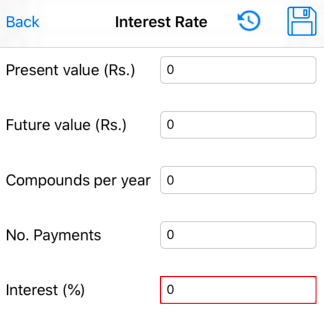 Back Interest Rate
Present value (Rs.) 0
Future value (Rs.) 0
Compounds per year 0
No. Payments 0
Interest (%) 0